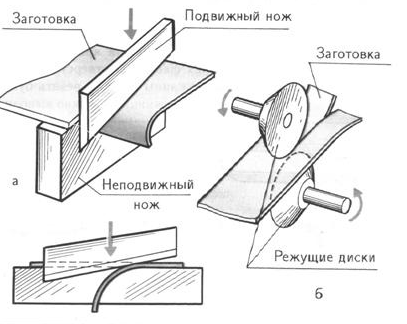 Заготовка
Подвижный нож
Заготовка
а
Неподвижный
нож
Режущие диски
б